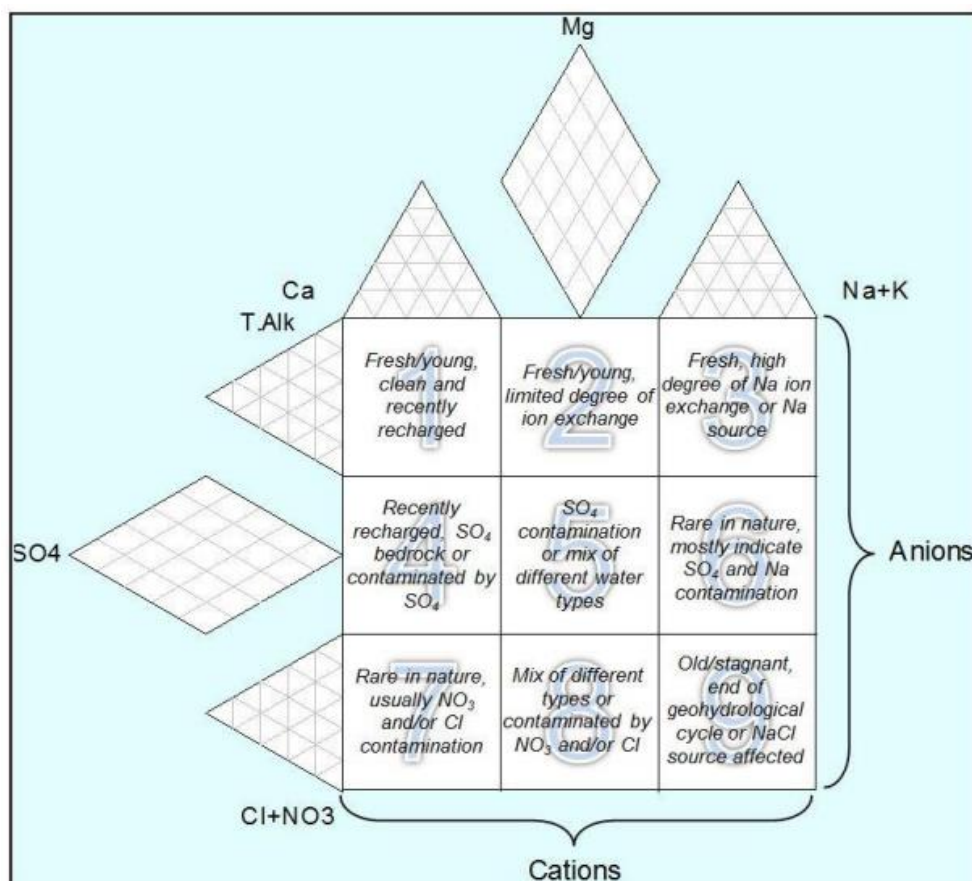 Mg
Ca
Na+K
T.Alk
1
Fresh/young,
clean and
recently
recharged
2
Fresh/young,
limited degree of
ion exchange
3
Fresh, high
degree of Na ion
exchange or Na
source
SO4
4
Recently
recharged, SO₄
bedrock or
contaminated by
SO₄
5
SO₄
contamination
or mix of
different water
types
6
Rare in nature,
mostly indicate
SO₄ and Na
contamination
Anions
7
Rare in nature,
usually NO₃
and/or Cl
contamination
8
Mix of different
types or
contaminated by
NO₃ and/or Cl
9
Old/stagnant,
end of
geohydrological
cycle or NaCl
source affected
Cl+NO3
Cations